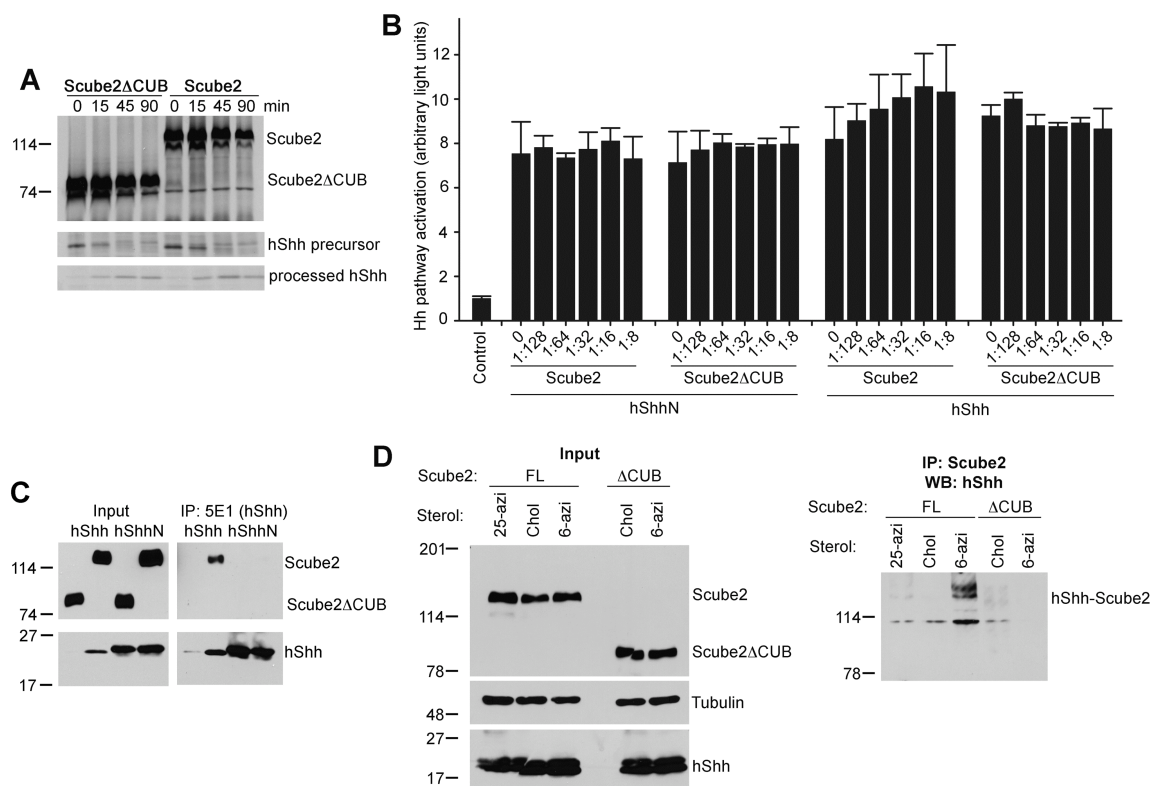 A
Scube2ΔCUB Scube2
0 15 45 90 0 15 45 90 min
114
74
Scube2
Scube2ΔCUB
hShh precursor
processed hShh
B
Hh pathway activation (arbitrary light units)
12
10
8
6
4
2
0
Control
0 1:128 1:64 1:32 1:16 1:8
0 1:128 1:64 1:32 1:16 1:8
0 1:128 1:64 1:32 1:16 1:8
0 1:128 1:64 1:32 1:16 1:8
Scube2 Scube2ΔCUB Scube2 Scube2ΔCUB
hShhN hShh
C
Input IP: 5E1 (hShh)
hShh hShhN hShh hShhN
114
74
27
17
Scube2
Scube2ΔCUB
hShh
D
Input
Scube2: FL ΔCUB
Sterol: 25-azi Chol 6-azi Chol 6-azi
201
114
78
48
27
17
Scube2
Scube2ΔCUB
Tubulin
hShh
IP: Scube2
WB: hShh
Scube2: FL ΔCUB
Sterol: 25-azi Chol 6-azi Chol 6-azi
114
78
hShh-Scube2